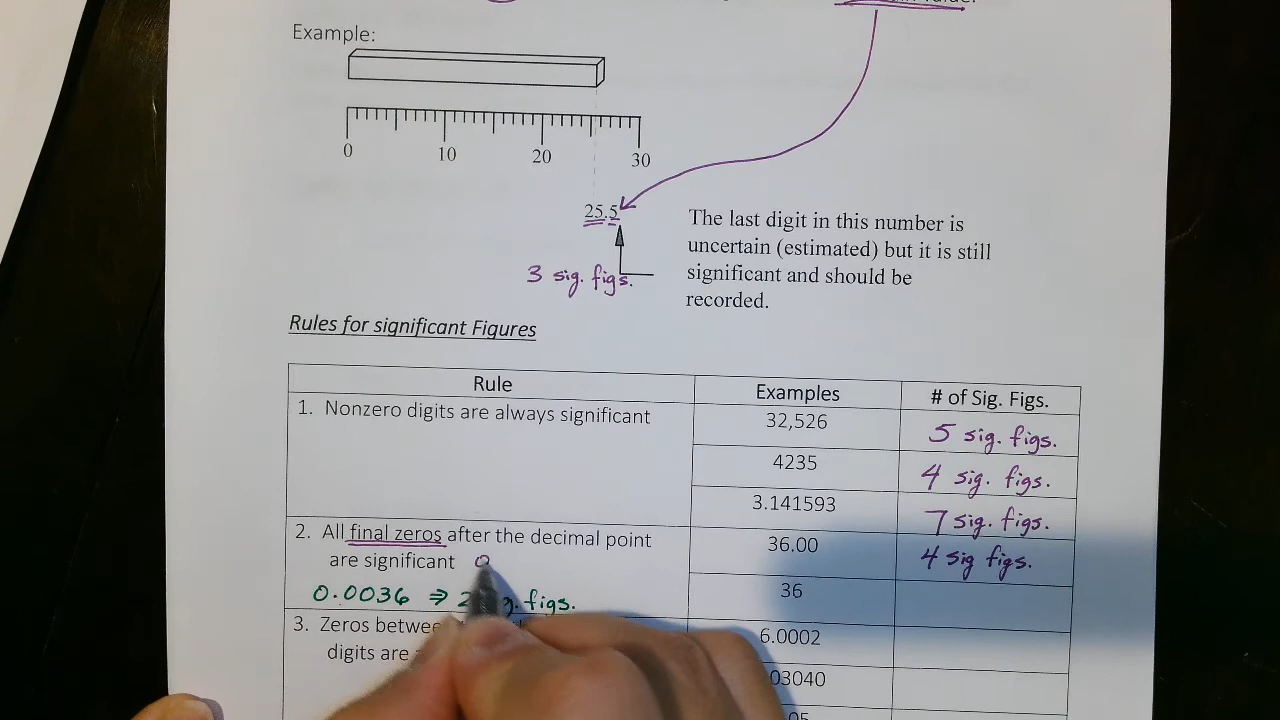 Example:
0 10 20 30
25.5
3 sig. figs.
The last digit in this number is
uncertain (estimated) but it is still
significant and should be
recorded.
Rules for significant Figures
Rule Examples # of Sig. Figs.
1. Nonzero digits are always significant
32,526 5 sig. figs.
4235 4 sig. figs.
3.141593 7 sig. figs.
2. All final zeros after the decimal point
are significant 0
0.0036 ⇒ 2 figs.
36.00 4 sig figs.
36
3. Zeros
digits are
6.0002
03040